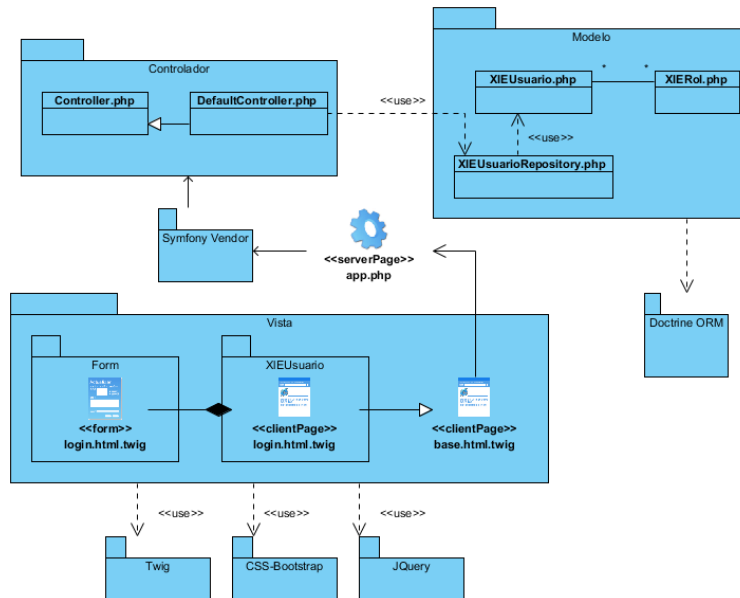 Controlador
Controller.php
DefaultController.php
<<use>>
Modelo
XIEUsuario.php
*
*
XIERol.php
<<use>>
XIEUsuarioRepository.php
Symfony Vendor
<<serverPage>>
app.php
Doctrine ORM
Vista
Form
<<form>>
login.html.twig
XIEUsuario
<<clientPage>>
login.html.twig
<<clientPage>>
base.html.twig
<<use>>
<<use>>
<<use>>
Twig
CSS-Bootstrap
JQuery